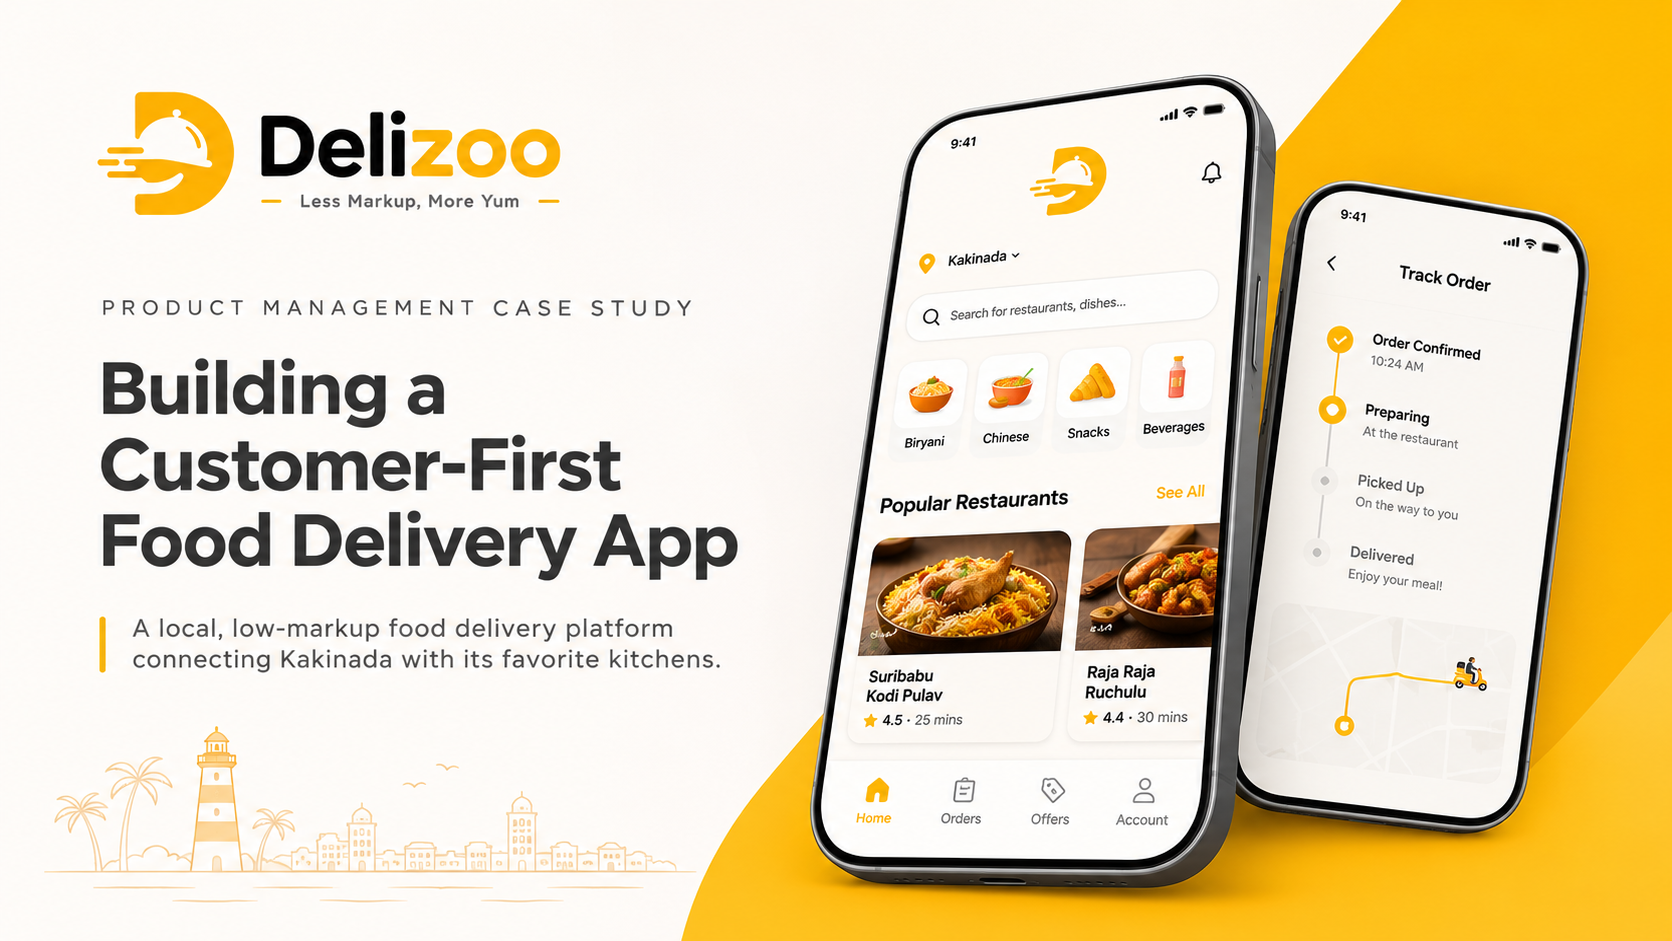 Delizoo
Less Markup, More Yum
PRODUCT MANAGEMENT CASE STUDY
Building a
Customer-First
Food Delivery App
A local, low-markup food delivery platform
connecting Kakinada with its favorite kitchens.
9:41
Kakinada
Search for restaurants, dishes...
Biryani
Chinese
Snacks
Beverages
Popular Restaurants
See All
Suribabu
Kodi Pulav
4.5 · 25 mins
Raja Raja
Ruchulu
4.4 · 30 mins
Home
Orders
Offers
Account
9:41
Track Order
Order Confirmed
10:24 AM
Preparing
At the restaurant
Picked Up
On the way to you
Delivered
Enjoy your meal!